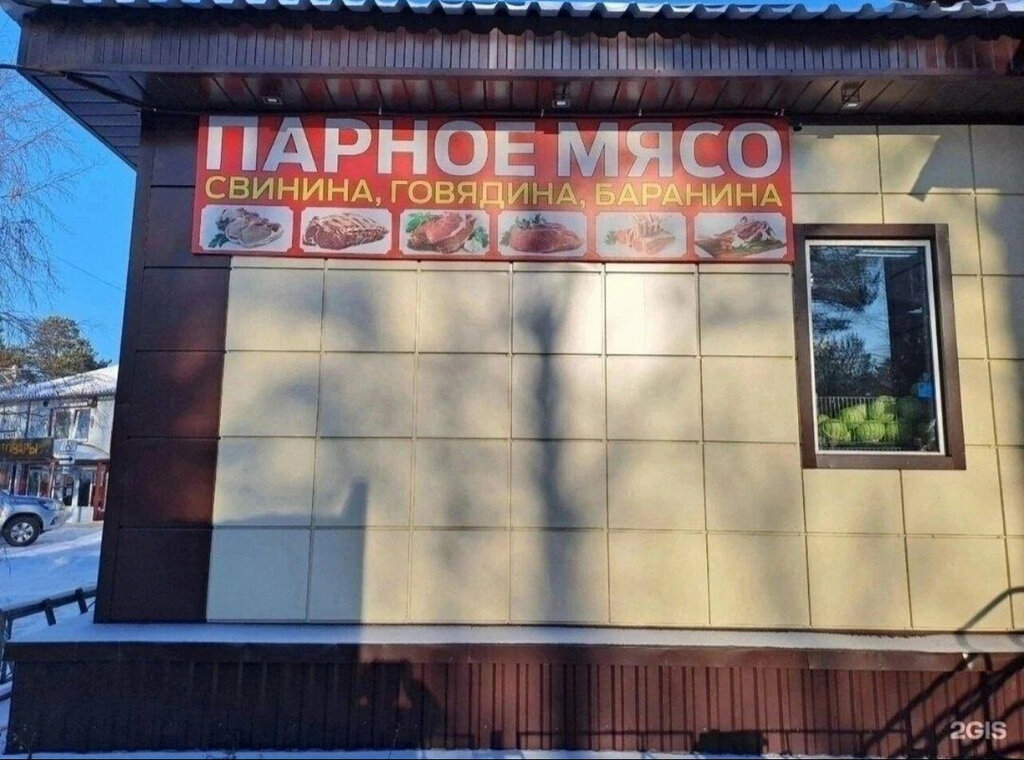 ПАРНОЕ МЯСО
СВИНИНА, ГОВЯДИНА, БАРАНИНА
ТОВАРЫ
2GIS